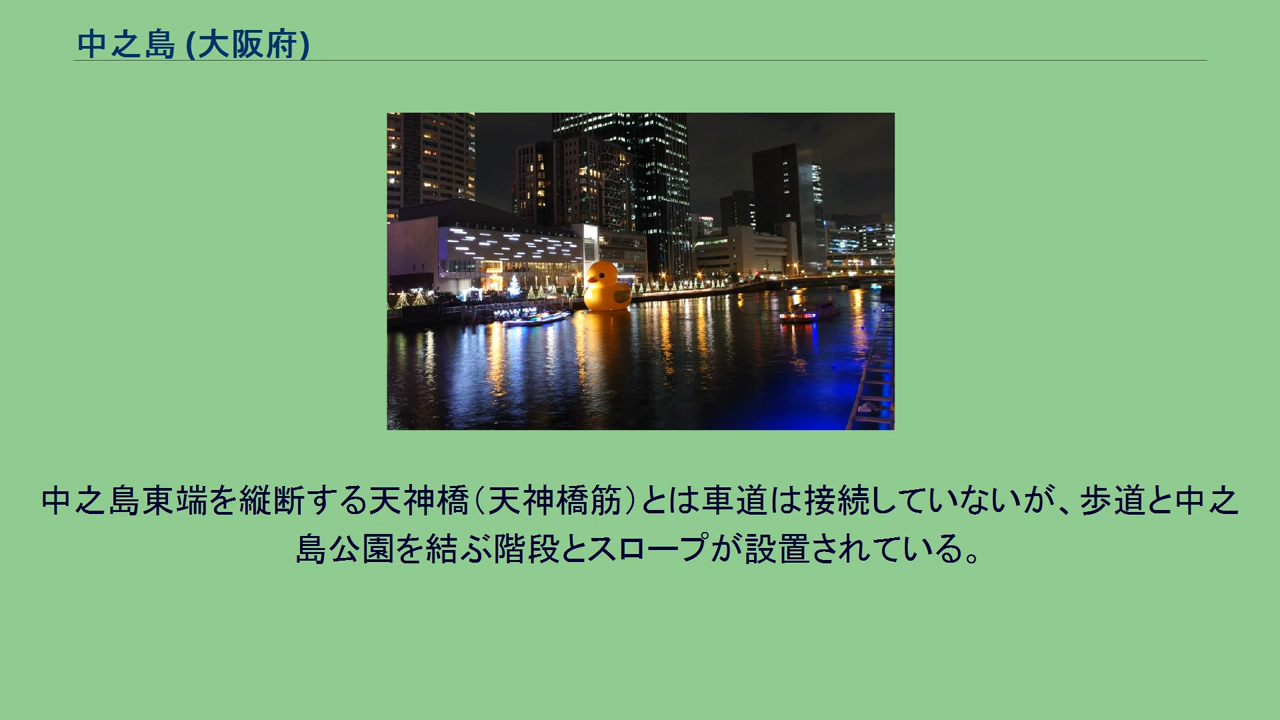 中之島 (大阪府)
中之島東端を縦断する天神橋（天神橋筋）とは車道は接続していないが、歩道と中之
島公園を結ぶ階段とスロープが設置されている。